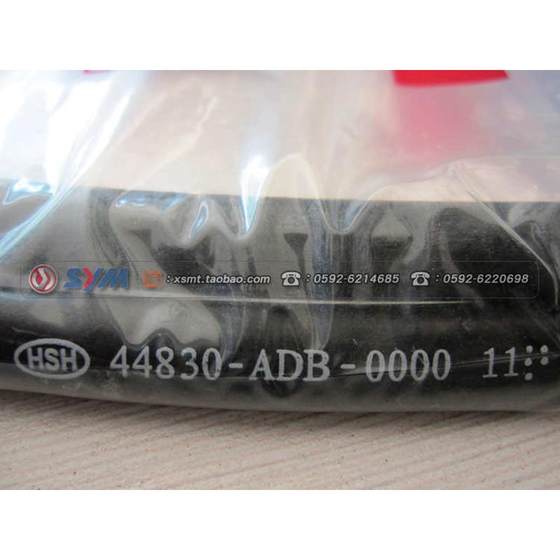 SYM :xsmt.taobao.com ☎:0592-6214685 ☎:0592-6220698
HSH 44830-ADB-0000 11